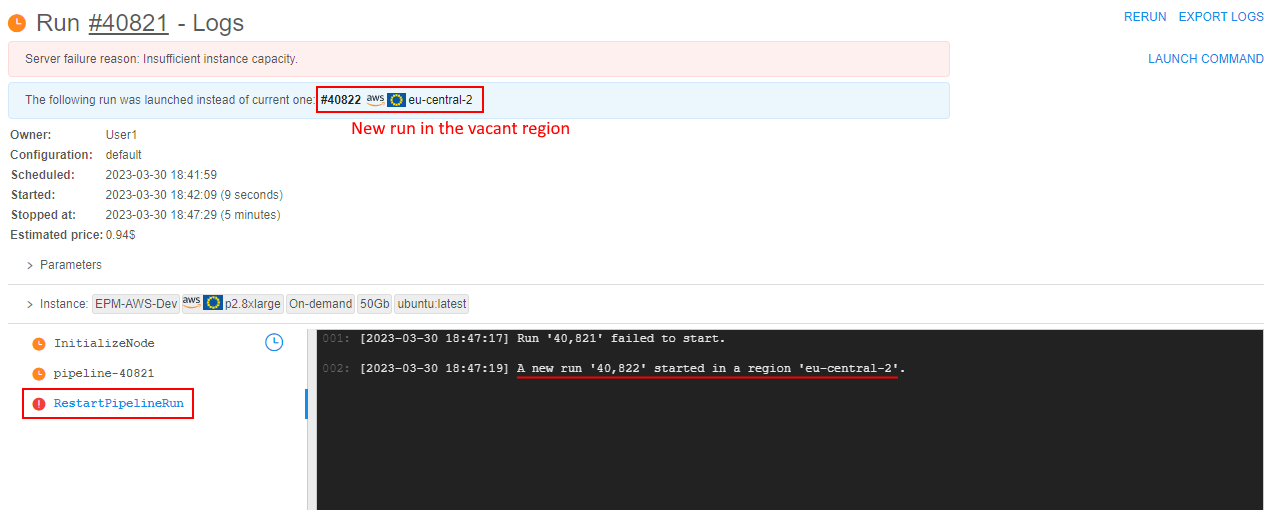 Run #40821 - Logs
RERUN EXPORT LOGS
Server failure reason: Insufficient instance capacity.
LAUNCH COMMAND
The following run was launched instead of current one: #40822 aws eu-central-2
New run in the vacant region
Owner: User1
Configuration: default
Scheduled: 2023-03-30 18:41:59
Started: 2023-03-30 18:42:09 (9 seconds)
Stopped at: 2023-03-30 18:47:29 (5 minutes)
Estimated price: 0.94$
> Parameters
> Instance: EPM-AWS-Dev aws p2.8xlarge On-demand 50Gb ubuntu:latest
InitializeNode
pipeline-40821
RestartPipelineRun
001: [2023-03-30 18:47:17] Run '40,821' failed to start.
002: [2023-03-30 18:47:19] A new run '40,822' started in a region 'eu-central-2'.